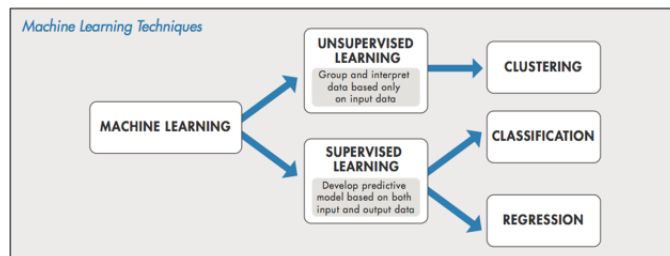 Machine Learning Techniques
UNSUPERVISED
LEARNING
Group and interpret
data based only
on input data
CLUSTERING
MACHINE LEARNING
CLASSIFICATION
SUPERVISED
LEARNING
Develop predictive
model based on both
input and output data
REGRESSION